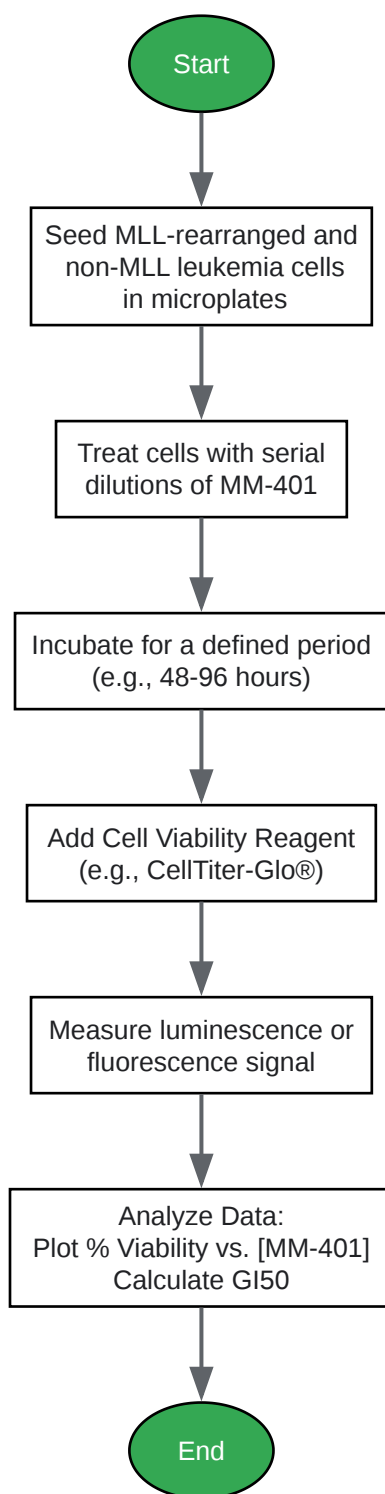 Start
Seed MLL-rearranged and
non-MLL leukemia cells
in microplates
Treat cells with serial
dilutions of MM-401
Incubate for a defined period
(e.g., 48-96 hours)
Add Cell Viability Reagent
(e.g., CellTiter-Glo®)
Measure luminescence or
fluorescence signal
Analyze Data:
Plot % Viability vs. [MM-401]
Calculate GI50
End